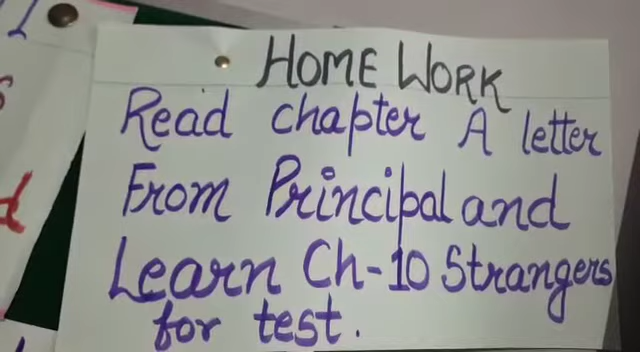 HOME WORK
Read chapter A letter
From Principal and
Learn Ch-10 Strangers
for test.